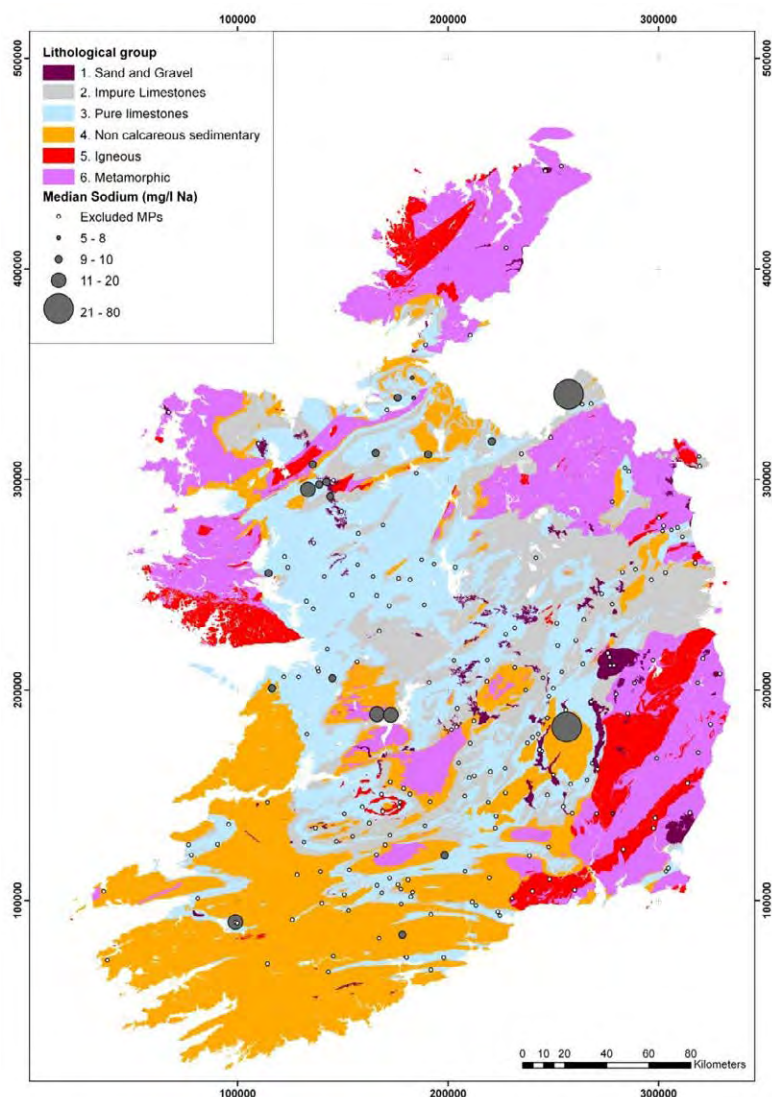 100000 200000 300000
500000
400000
300000
200000
100000
Lithological group
1. Sand and Gravel
2. Impure Limestones
3. Pure limestones
4. Non calcareous sedimentary
5. Igneous
6. Metamorphic
Median Sodium (mg/l Na)
Excluded MPs
5 - 8
9 - 10
11 - 20
21 - 80
500000
400000
300000
200000
100000
0 10 20 40 60 80
Kilometers
100000 200000 300000